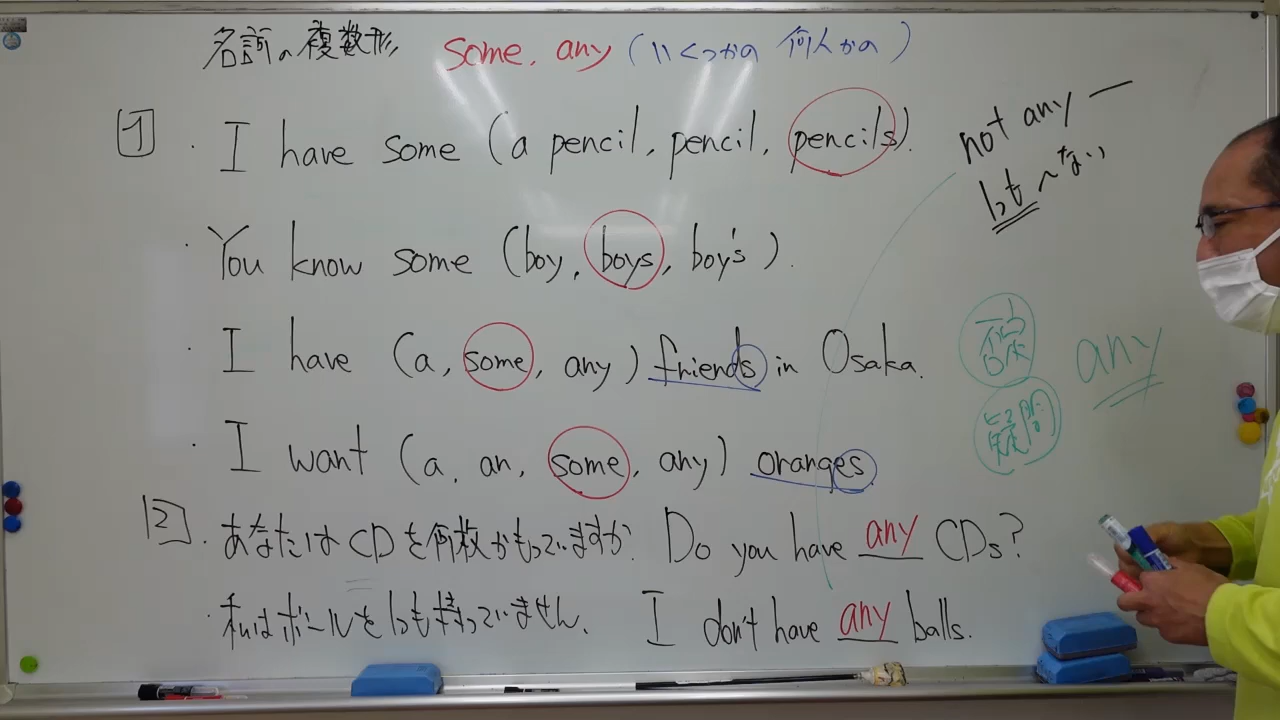 名詞の複数形 some, any (いくつかの 何人かの)
1 ・I have some (a pencil, pencil, pencils).
・You know some (boy, boys, boy's).
・I have (a, some, any) friends in Osaka.
・I want (a, an, some, any) oranges.
2 ・あなたはCDを何枚かもっていますか. Do you have any CDs?
・私はボールを1つも持っていません. I don't have any balls.
not any ー
1つも〜ない
否定
疑問
any